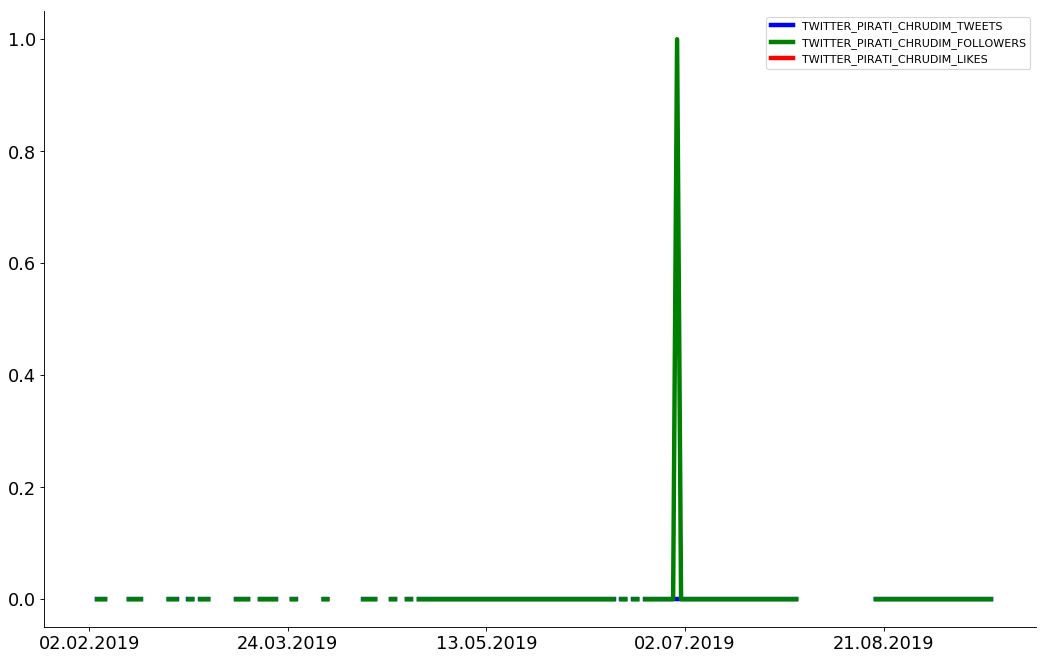 TWITTER_PIRATI_CHRUDIM_TWEETS
TWITTER_PIRATI_CHRUDIM_FOLLOWERS
TWITTER_PIRATI_CHRUDIM_LIKES
1.0
0.8
0.6
0.4
0.2
0.0
02.02.2019 24.03.2019 13.05.2019 02.07.2019 21.08.2019